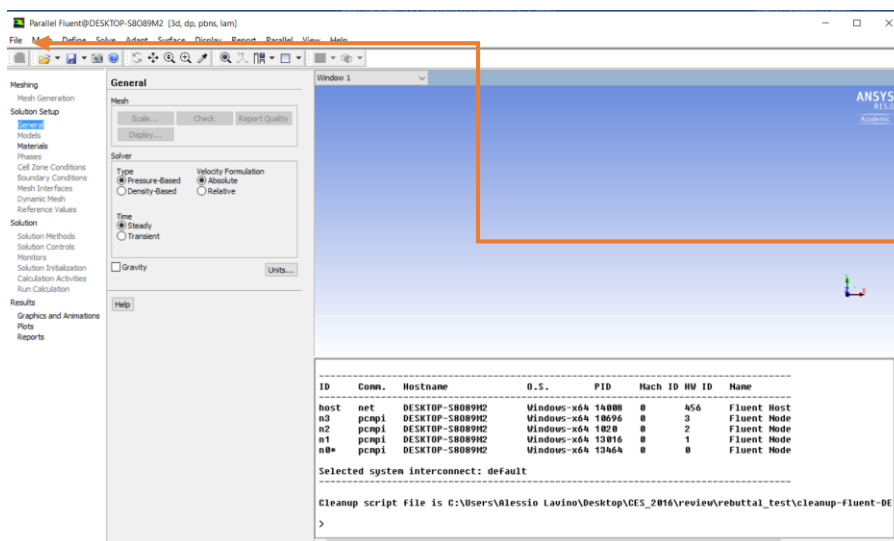 Parallel Fluent@DESKTOP-S8O89M2 [3d, dp, pbns, lam]
File Mesh Define Solve Adapt Surface Display Report Parallel View Help
Window 1
Meshing
Mesh Generation
Solution Setup
General
Models
Materials
Phases
Cell Zone Conditions
Boundary Conditions
Mesh Interfaces
Dynamic Mesh
Reference Values
Solution
Solution Methods
Solution Controls
Monitors
Solution Initialization
Calculation Activities
Run Calculation
Results
Graphics and Animations
Plots
Reports
General
Mesh
Scale... Check Report Quality
Display...
Solver
Type Velocity Formulation
Pressure-Based Absolute
Density-Based Relative
Time
Steady
Transient
Gravity Units...
Help
ANSYS
R15.0
Academic
ID Comm. Hostname O.S. PID Mach ID HW ID Name
host net DESKTOP-S8O89M2 Windows-x64 14008 0 456 Fluent Host
n3 pcmpi DESKTOP-S8O89M2 Windows-x64 10696 0 3 Fluent Node
n2 pcmpi DESKTOP-S8O89M2 Windows-x64 1020 0 2 Fluent Node
n1 pcmpi DESKTOP-S8O89M2 Windows-x64 13016 0 1 Fluent Node
n0* pcmpi DESKTOP-S8O89M2 Windows-x64 13464 0 0 Fluent Node
Selected system interconnect: default
Cleanup script file is C:\Users\Alessio Lavino\Desktop\CES_2016\review\rebuttal_test\cleanup-fluent-DE
>